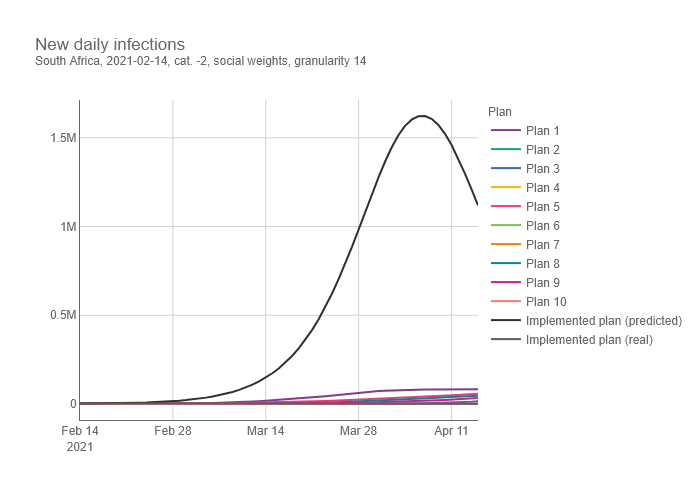 New daily infections
South Africa, 2021-02-14, cat. -2, social weights, granularity 14
Plan
1.5M
1M
0.5M
0
Feb 14
2021
Feb 28
Mar 14
Mar 28
Apr 11
Plan 1
Plan 2
Plan 3
Plan 4
Plan 5
Plan 6
Plan 7
Plan 8
Plan 9
Plan 10
Implemented plan (predicted)
Implemented plan (real)